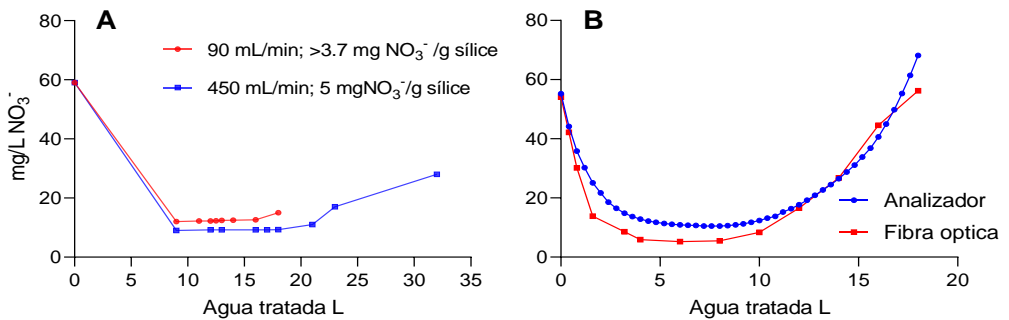 A
90 mL/min; >3.7 mg NO₃⁻ /g sílice
450 mL/min; 5 mgNO₃⁻/g sílice
mg/L NO₃⁻
80
60
40
20
0
0 5 10 15 20 25 30 35
Agua tratada L
B
Analizador
Fibra optica
80
60
40
20
0
0 5 10 15 20
Agua tratada L